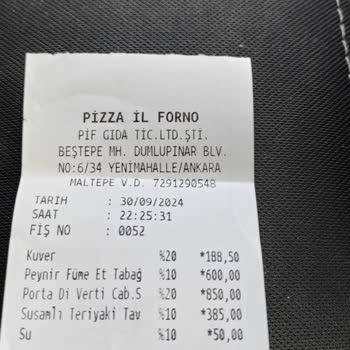 PİZZA İL FORNO
PİF GIDA TİC.LTD.ŞTİ.
BEŞTEPE MH. DUMLUPINAR BLV.
NO:6/34 YENİMAHALLE/ANKARA
MALTEPE V.D. 7291290548
TARİH : 30/09/2024
SAAT : 22:25:31
FİŞ NO : 0052
Kuver %20 *188,50
Peynir Füme Et Tabağ %10 *600,00
Porta Di Verti Cab.S %20 *850,00
Susamlı Teriyaki Tav %10 *385,00
Su %10 *50,00